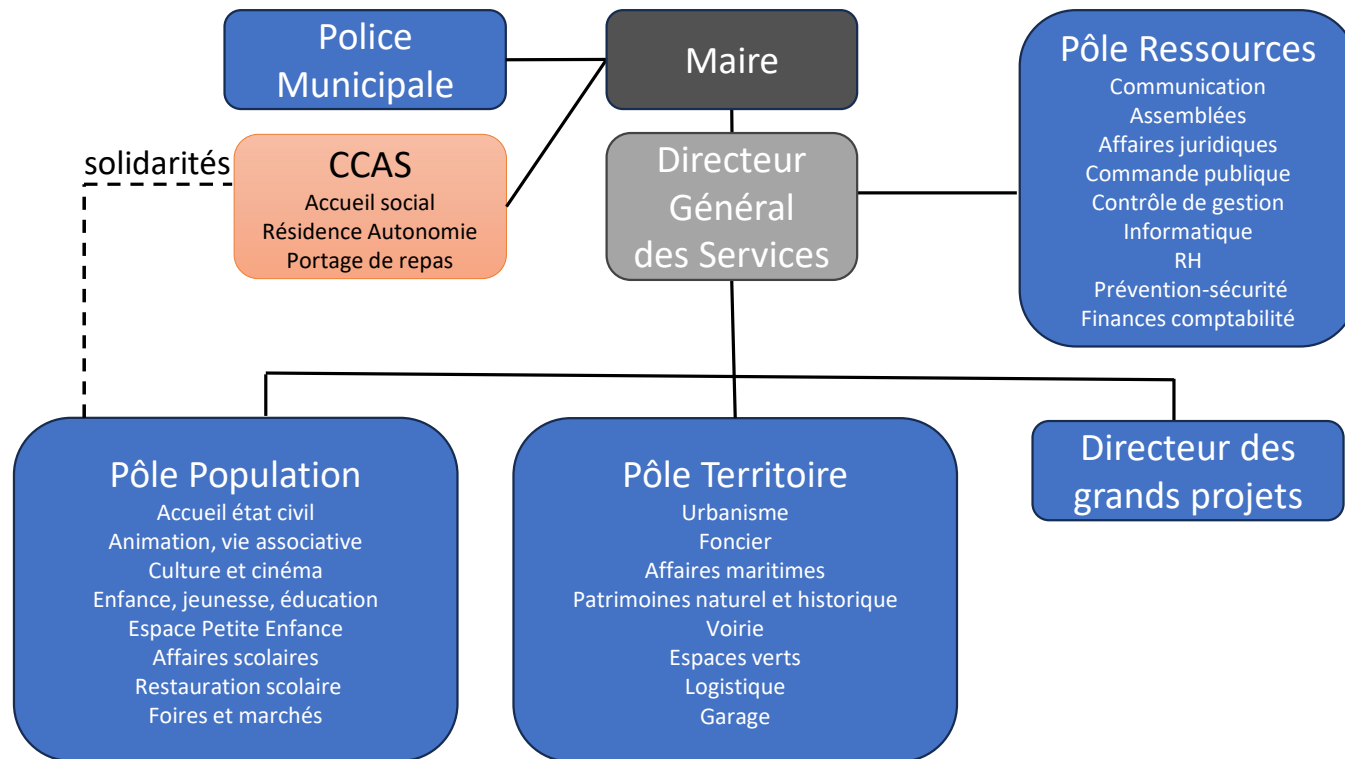 Police
Municipale
Maire
Pôle Ressources
Communication
Assemblées
Affaires juridiques
Commande publique
Contrôle de gestion
Informatique
RH
Prévention-sécurité
Finances comptabilité
solidarités
CCAS
Accueil social
Résidence Autonomie
Portage de repas
Directeur
Général
des Services
Pôle Population
Accueil état civil
Animation, vie associative
Culture et cinéma
Enfance, jeunesse, éducation
Espace Petite Enfance
Affaires scolaires
Restauration scolaire
Foires et marchés
Pôle Territoire
Urbanisme
Foncier
Affaires maritimes
Patrimoines naturel et historique
Voirie
Espaces verts
Logistique
Garage
Directeur des
grands projets